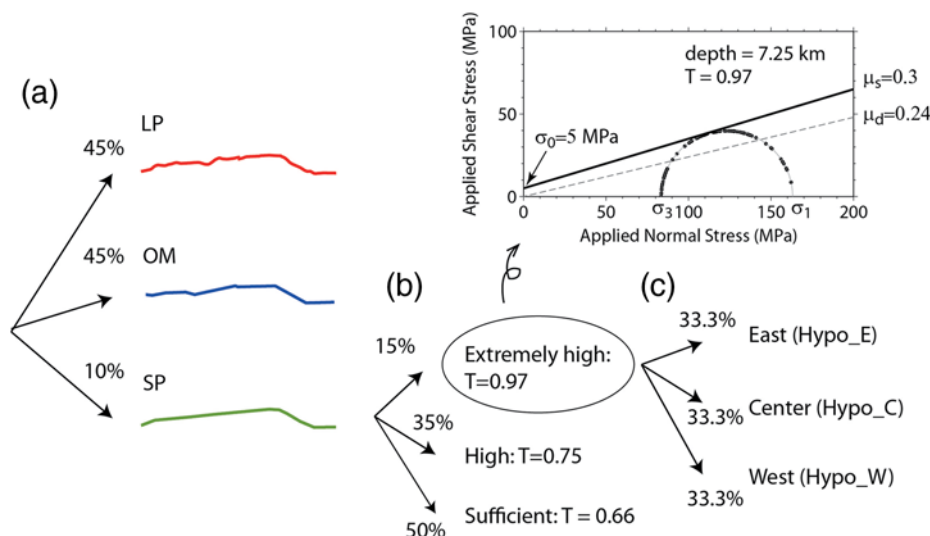 (a)
LP
45%
OM
45%
SP
10%
100
50
0
Applied Shear Stress (MPa)
depth = 7.25 km
T = 0.97
μs=0.3
μd=0.24
σ0=5 MPa
0
50
σ3
100
150
σ1
200
Applied Normal Stress (MPa)
(b)
15%
Extremely high:
T=0.97
35%
High: T=0.75
50%
Sufficient: T = 0.66
(c)
33.3%
East (Hypo_E)
33.3%
Center (Hypo_C)
33.3%
West (Hypo_W)